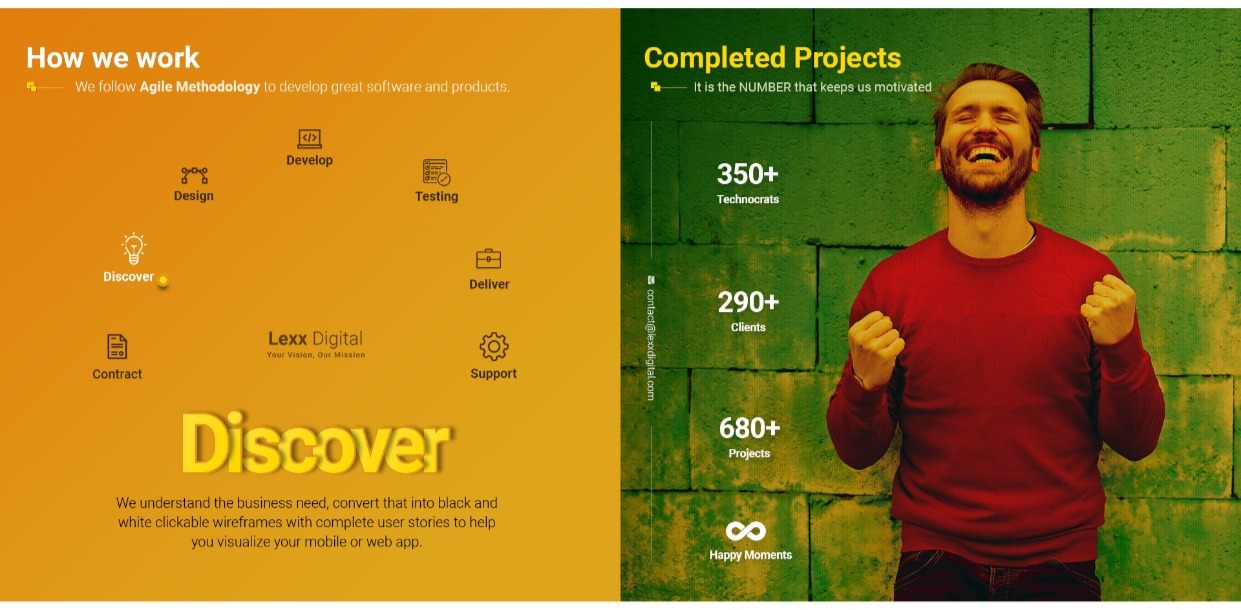 How we work
We follow Agile Methodology to develop great software and products.
Develop
Design
Testing
Discover
Deliver
Lexx Digital
Your Vision, Our Mission
Contract
Support
Discover
We understand the business need, convert that into black and
white clickable wireframes with complete user stories to help
you visualize your mobile or web app.
Completed Projects
It is the NUMBER that keeps us motivated
350+
Technocrats
290+
Clients
contact@lexxdigital.com
680+
Projects
Happy Moments